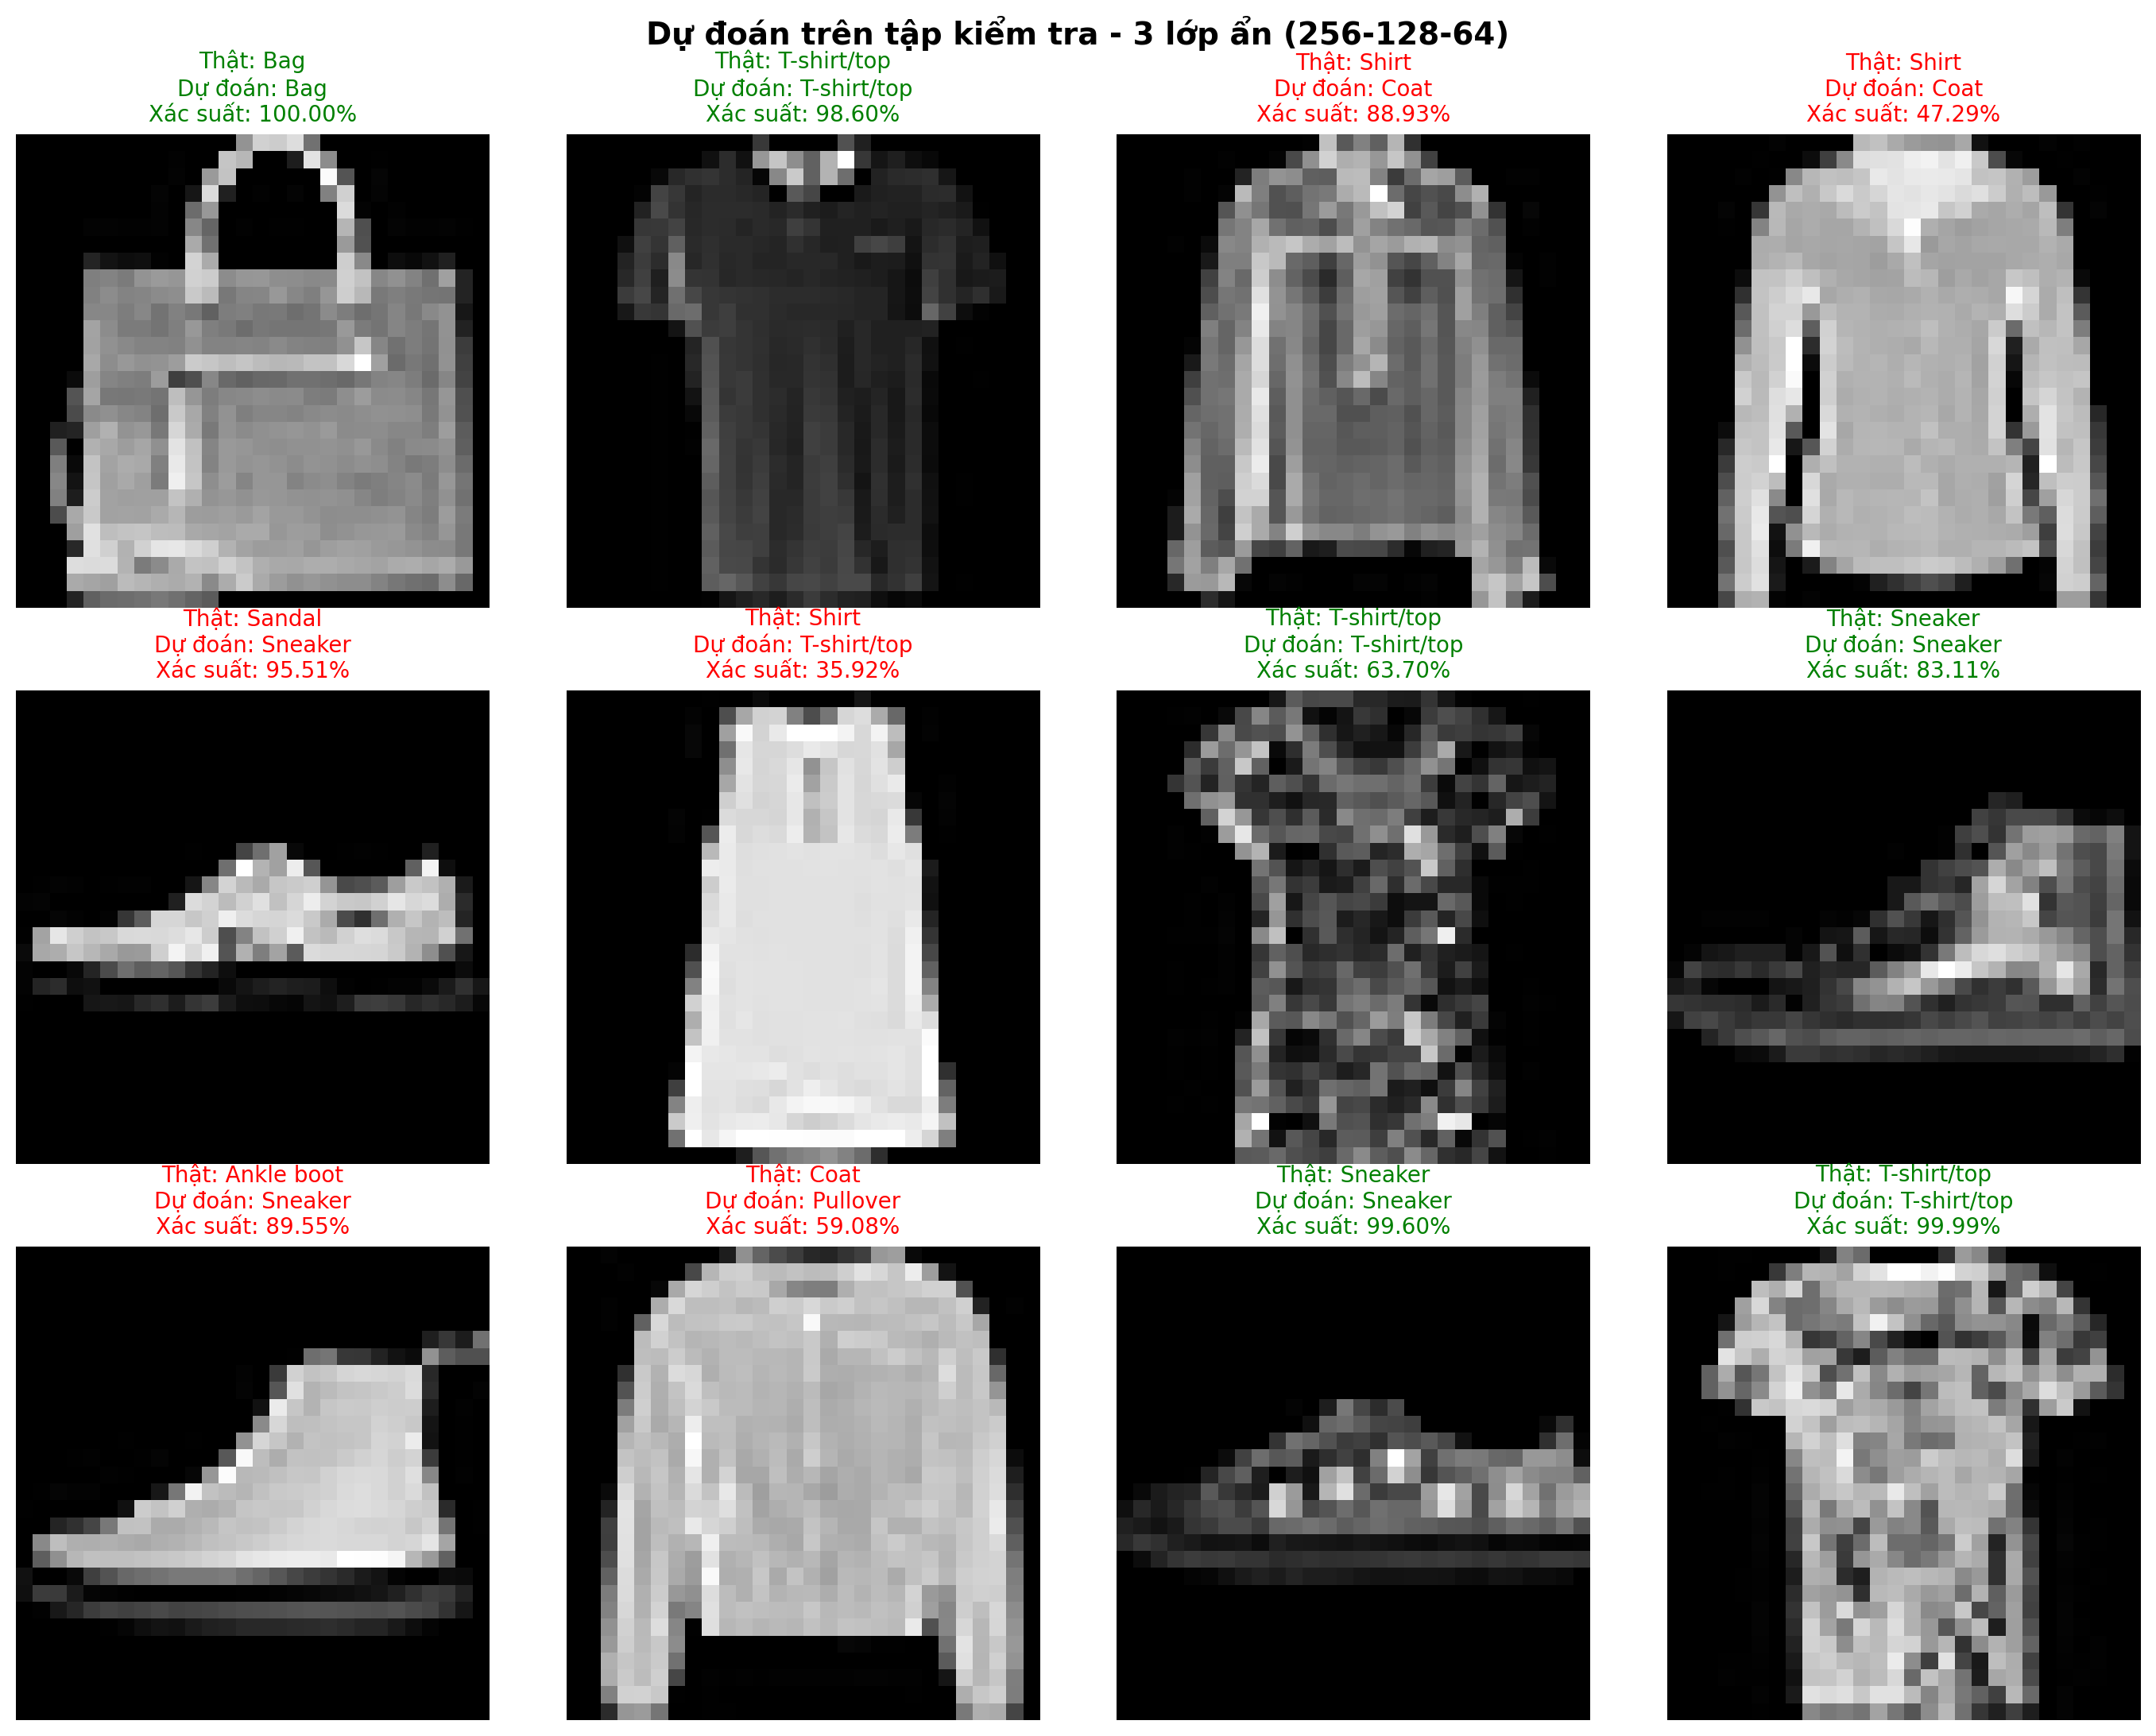 Dự đoán trên tập kiểm tra - 3 lớp ẩn (256-128-64)
Thật: Bag
Dự đoán: Bag
Xác suất: 100.00%
Thật: T-shirt/top
Dự đoán: T-shirt/top
Xác suất: 98.60%
Thật: Shirt
Dự đoán: Coat
Xác suất: 88.93%
Thật: Shirt
Dự đoán: Coat
Xác suất: 47.29%
Thật: Sandal
Dự đoán: Sneaker
Xác suất: 95.51%
Thật: Shirt
Dự đoán: T-shirt/top
Xác suất: 35.92%
Thật: T-shirt/top
Dự đoán: T-shirt/top
Xác suất: 63.70%
Thật: Sneaker
Dự đoán: Sneaker
Xác suất: 83.11%
Thật: Ankle boot
Dự đoán: Sneaker
Xác suất: 89.55%
Thật: Coat
Dự đoán: Pullover
Xác suất: 59.08%
Thật: Sneaker
Dự đoán: Sneaker
Xác suất: 99.60%
Thật: T-shirt/top
Dự đoán: T-shirt/top
Xác suất: 99.99%